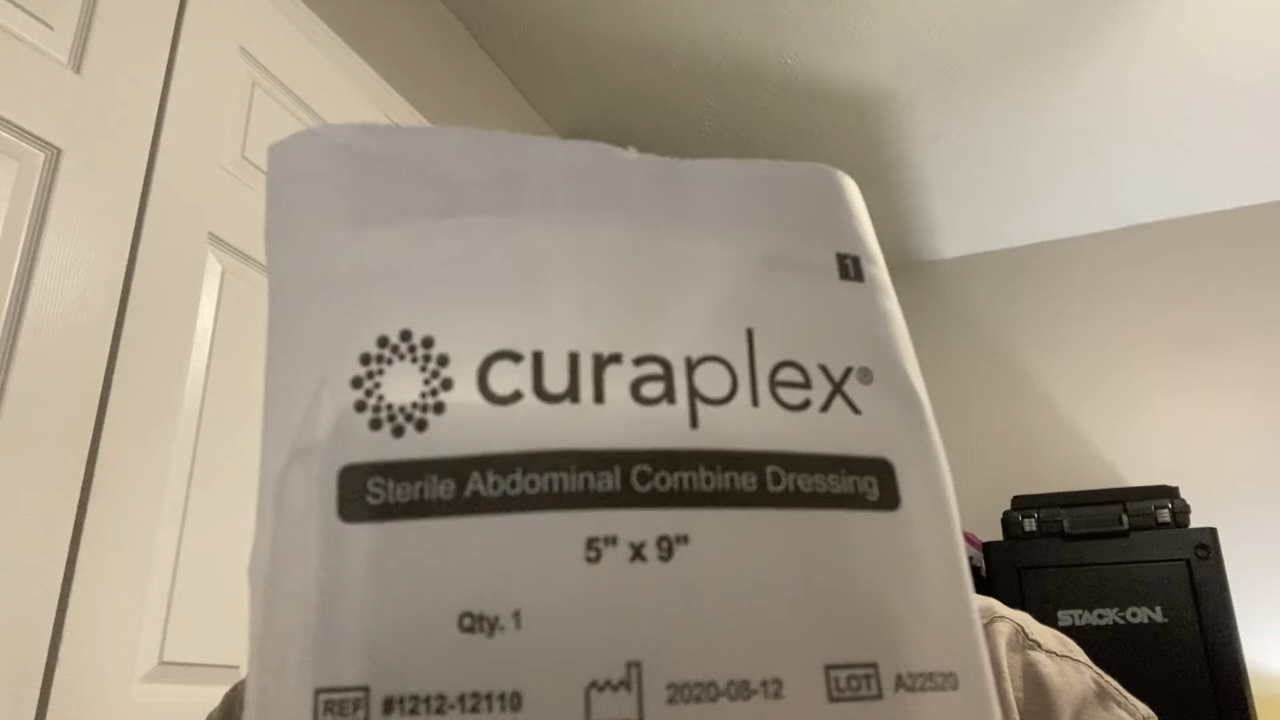 1
curaplex®
Sterile Abdominal Combine Dressing
5" x 9"
Qty. 1
REF #1212-12110 2020-08-12 LOT A22520
STACK-ON.